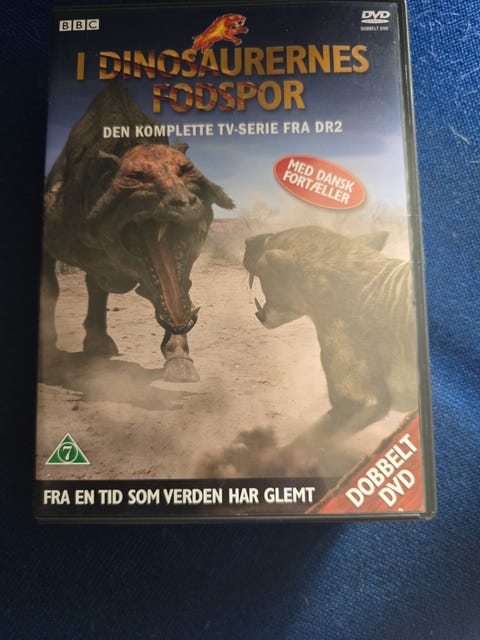 BBC
DVD
DOBBELT DVD
I DINOSAURERNES
FODSPOR
DEN KOMPLETTE TV-SERIE FRA DR2
MED DANSK
FORTÆLLER
7
FRA EN TID SOM VERDEN HAR GLEMT
DOBBELT
DVD